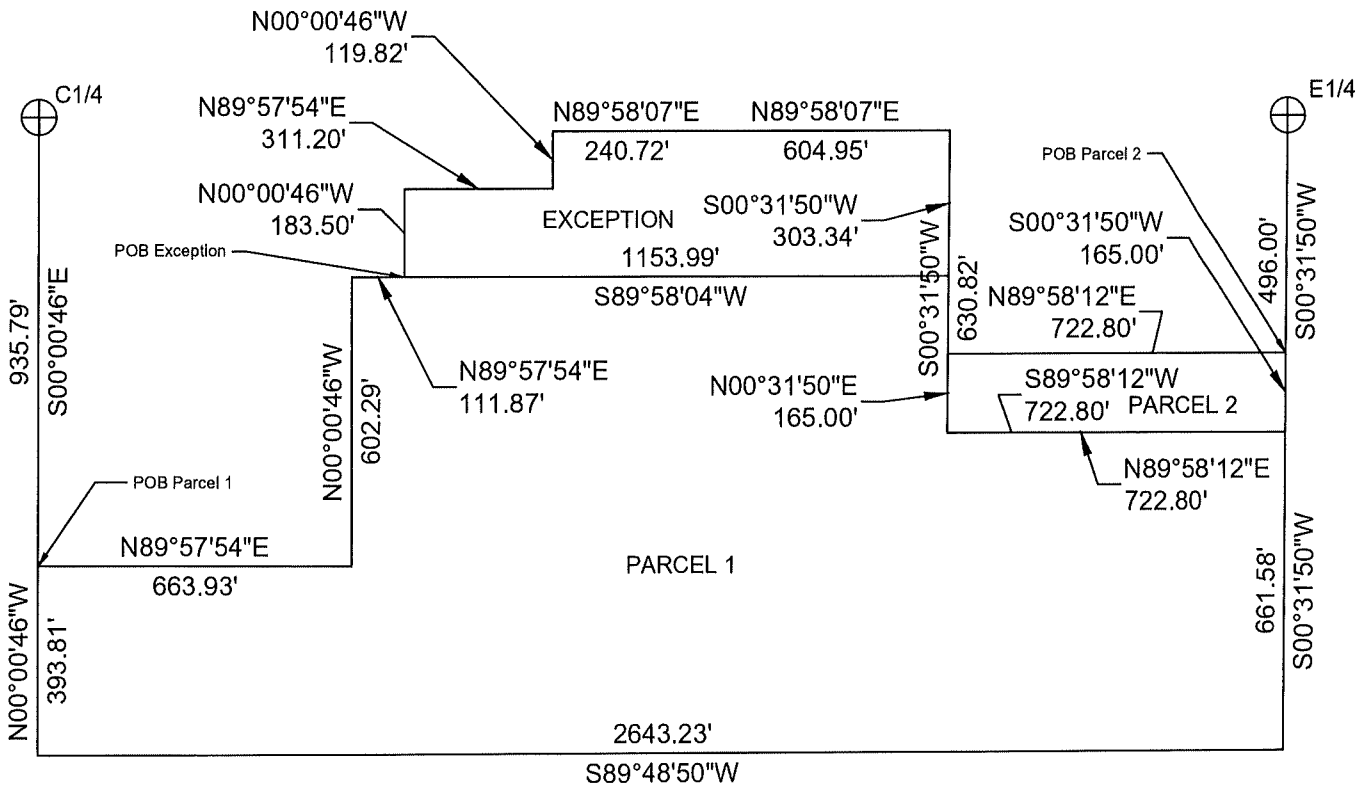 N00°00'46"W
119.82'
C1/4
E1/4
N89°57'54"E
311.20'
N89°58'07"E
240.72'
N89°58'07"E
604.95'
POB Parcel 2
N00°00'46"W
183.50'
EXCEPTION
S00°31'50"W
303.34'
S00°31'50"W
165.00'
496.00'
S00°31'50"W
POB Exception
1153.99'
S89°58'04"W
935.79'
S00°00'46"E
S00°31'50"W
630.82'
N89°58'12"E
722.80'
N89°57'54"E
111.87'
N00°00'46"W
602.29'
N00°31'50"E
165.00'
S89°58'12"W
722.80'
PARCEL 2
N89°58'12"E
722.80'
POB Parcel 1
N89°57'54"E
663.93'
PARCEL 1
661.58'
S00°31'50"W
N00°00'46"W
393.81'
2643.23'
S89°48'50"W